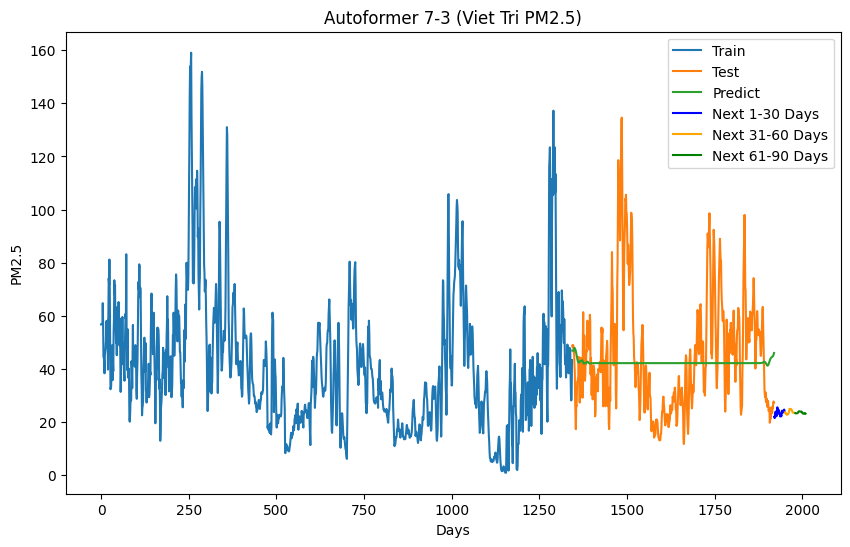 Autoformer 7-3 (Viet Tri PM2.5)
Train
Test
Predict
Next 1-30 Days
Next 31-60 Days
Next 61-90 Days
PM2.5
160
140
120
100
80
60
40
20
0
0 250 500 750 1000 1250 1500 1750 2000
Days